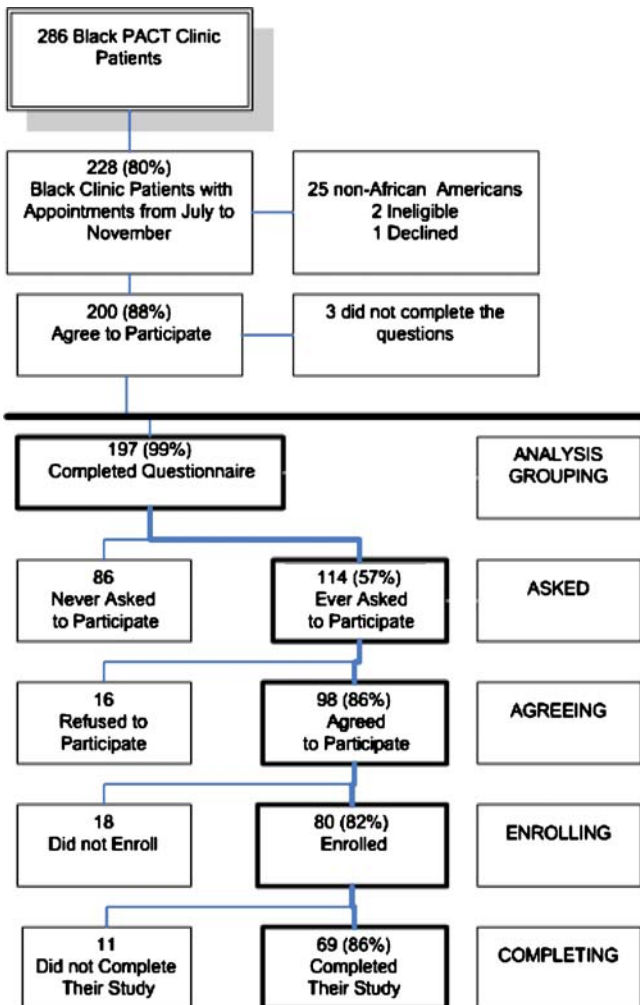 286 Black PACT Clinic
Patients
228 (80%)
Black Clinic Patients with
Appointments from July to
November
25 non-African Americans
2 Ineligible
1 Declined
200 (88%)
Agree to Participate
3 did not complete the
questions
197 (99%)
Completed Questionnaire
ANALYSIS
GROUPING
86
Never Asked
to Participate
114 (57%)
Ever Asked
to Participate
ASKED
16
Refused to
Participate
98 (86%)
Agreed
to Participate
AGREEING
18
Did not Enroll
80 (82%)
Enrolled
ENROLLING
11
Did not Complete
Their Study
69 (86%)
Completed
Their Study
COMPLETING